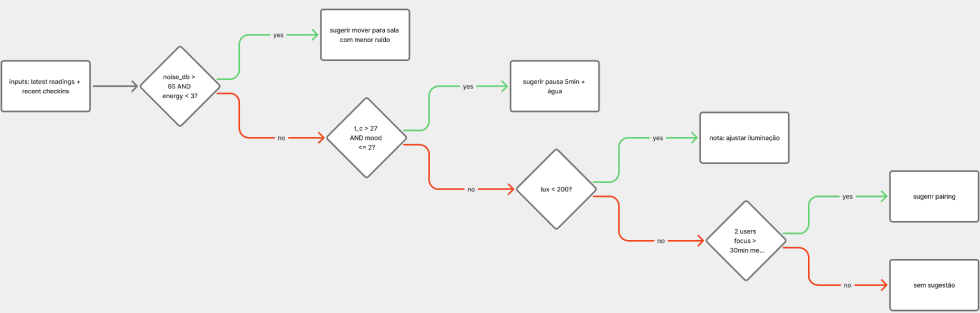 inputs: latest readings +
recent checkins
noise_db >
65 AND
energy < 3?
yes
sugerir mover para sala
com menor ruído
no
t_c > 27
AND mood
<= 2?
yes
sugerir pausa 5min +
água
no
lux < 200?
yes
nota: ajustar iluminação
no
2 users
focus >
30min me...
yes
sugerir pairing
no
sem sugestão